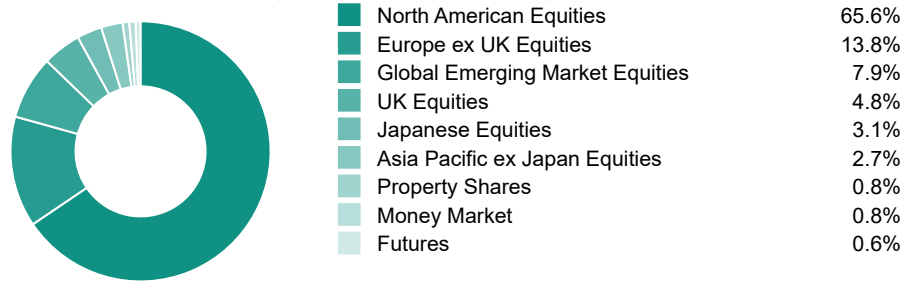 North American Equities 65.6%
Europe ex UK Equities 13.8%
Global Emerging Market Equities 7.9%
UK Equities 4.8%
Japanese Equities 3.1%
Asia Pacific ex Japan Equities 2.7%
Property Shares 0.8%
Money Market 0.8%
Futures 0.6%